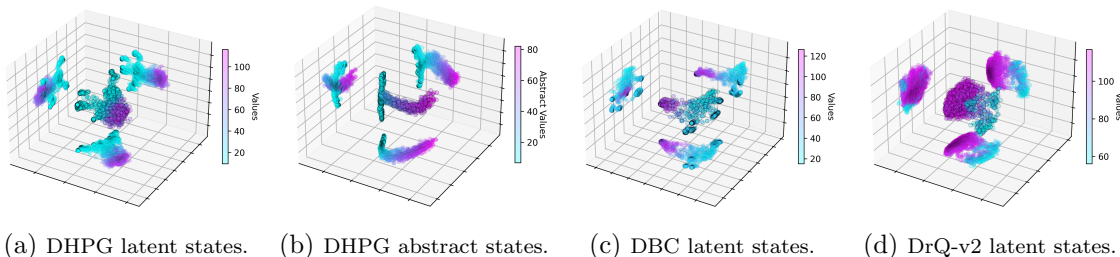 100
80
60
40
20
Values
80
60
40
20
Abstract Values
120
100
80
60
40
20
Values
100
80
60
Values
(a) DHPG latent states.
(b) DHPG abstract states.
(c) DBC latent states.
(d) DrQ-v2 latent states.